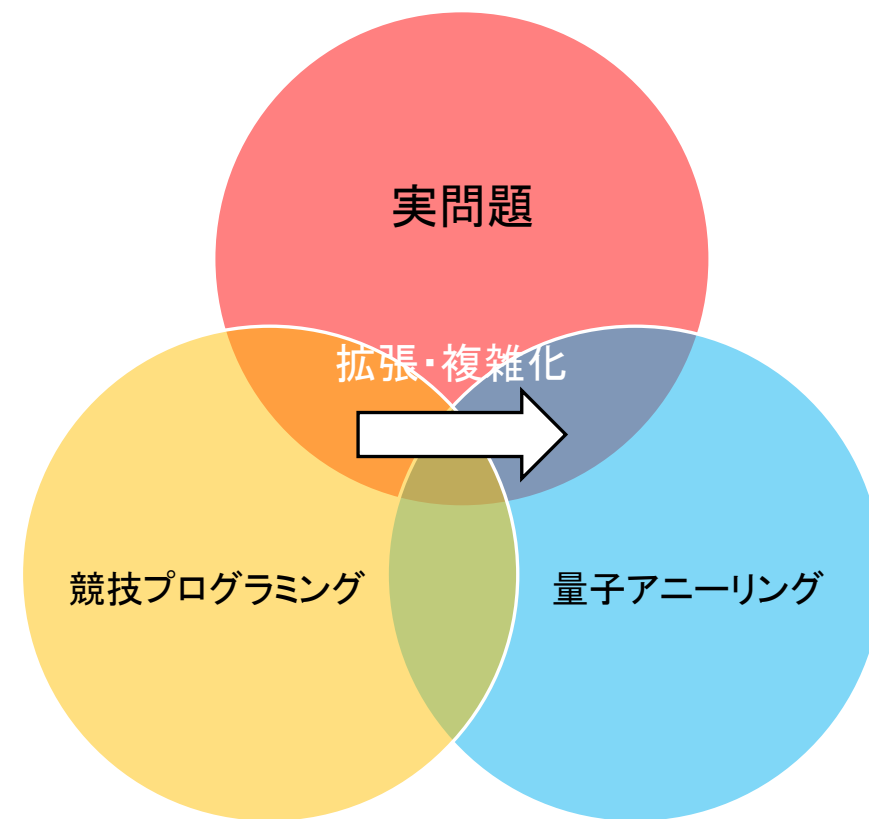 実問題
拡張・複雑化
競技プログラミング
量子アニーリング